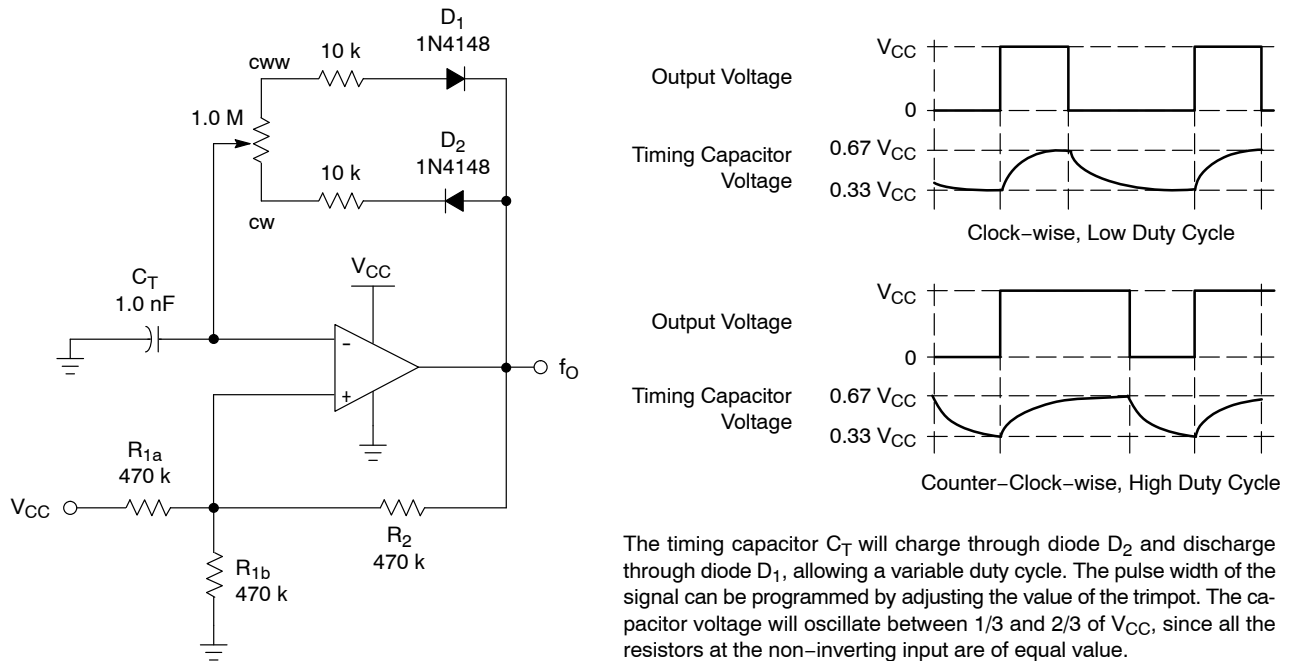 D1
1N4148
10 k
cww
1.0 M
D2
1N4148
10 k
cw
CT
1.0 nF
VCC
-
+
fO
R1a
470 k
VCC
R2
470 k
R1b
470 k
VCC
Output Voltage
0
Timing Capacitor
Voltage
0.67 VCC
0.33 VCC
Clock−wise, Low Duty Cycle
VCC
Output Voltage
0
Timing Capacitor
Voltage
0.67 VCC
0.33 VCC
Counter−Clock−wise, High Duty Cycle
The timing capacitor CT will charge through diode D2 and discharge
through diode D1, allowing a variable duty cycle. The pulse width of the
signal can be programmed by adjusting the value of the trimpot. The ca-
pacitor voltage will oscillate between 1/3 and 2/3 of VCC, since all the
resistors at the non−inverting input are of equal value.